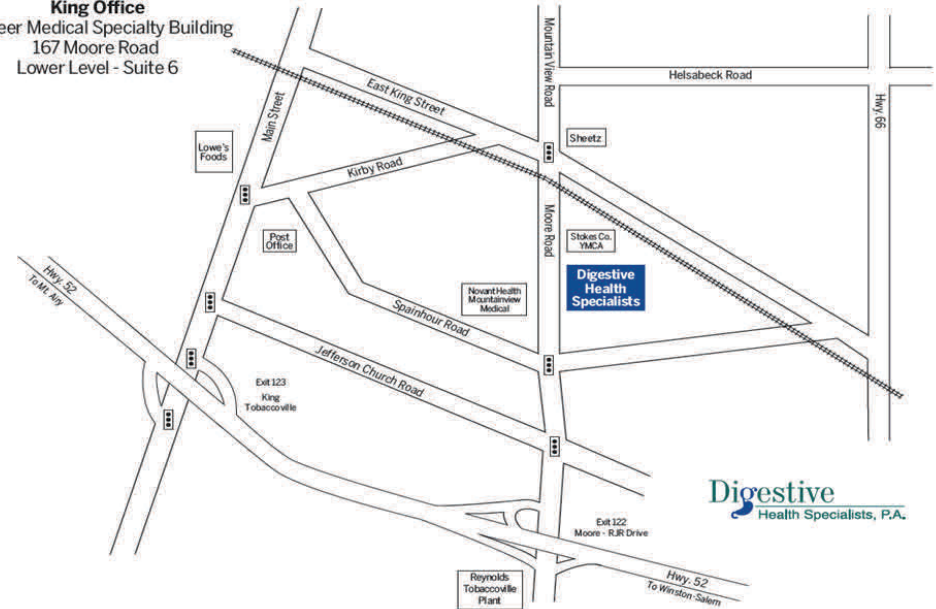 King Office
eer Medical Specialty Building
167 Moore Road
Lower Level - Suite 6
Mountain View Road
Helsabeck Road
Hwy. 66
East King Street
Main Street
Sheetz
Lowe's
Foods
Kirby Road
Moore Road
Post
Office
Stokes Co.
YMCA
Digestive
Health
Specialists
Novant Health
Mountainview
Medical
Hwy. 52
To Mt. Airy
Spainhour Road
Jefferson Church Road
Exit 123
King
Tobaccoville
Digestive
Health Specialists, P.A.
Exit 122
Moore - RJR Drive
Hwy. 52
To Winston-Salem
Reynolds
Tobaccoville
Plant